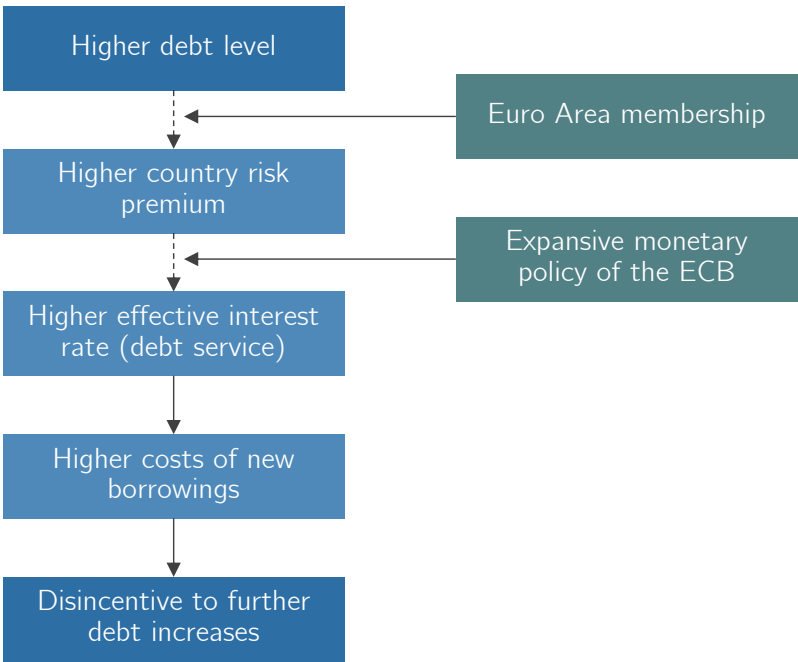 Higher debt level
Euro Area membership
Higher country risk
premium
Expansive monetary
policy of the ECB
Higher effective interest
rate (debt service)
Higher costs of new
borrowings
Disincentive to further
debt increases